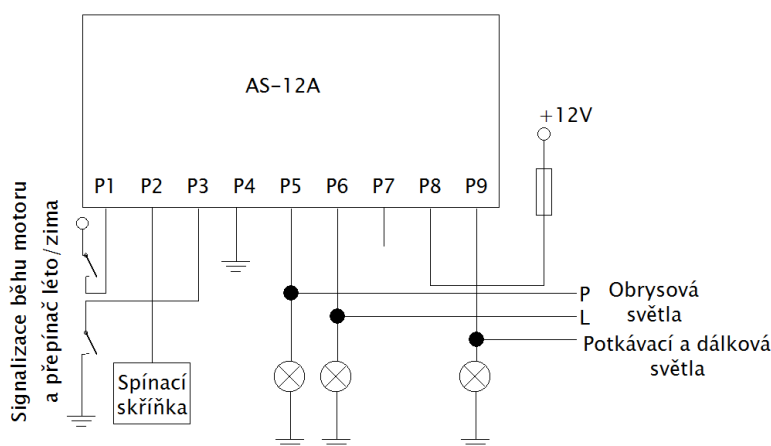 AS-12A
+12V
P1 P2 P3 P4 P5 P6 P7 P8 P9
Signalizace běhu motoru
a přepínač léto/zima
Spínací
skříňka
P Obrysová
L světla
Potkávací a dálková
světla